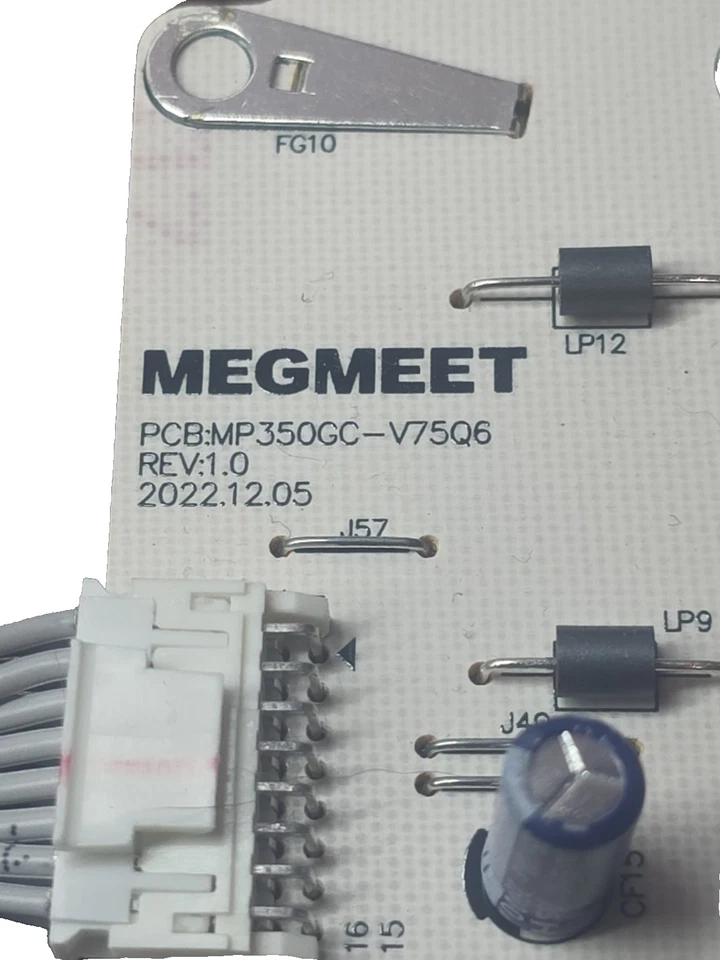 FG10
LP12
MEGMEET
PCB:MP350GC-V75Q6
REV:1.0
2022.12.05
J57
LP9
CF15
16
15